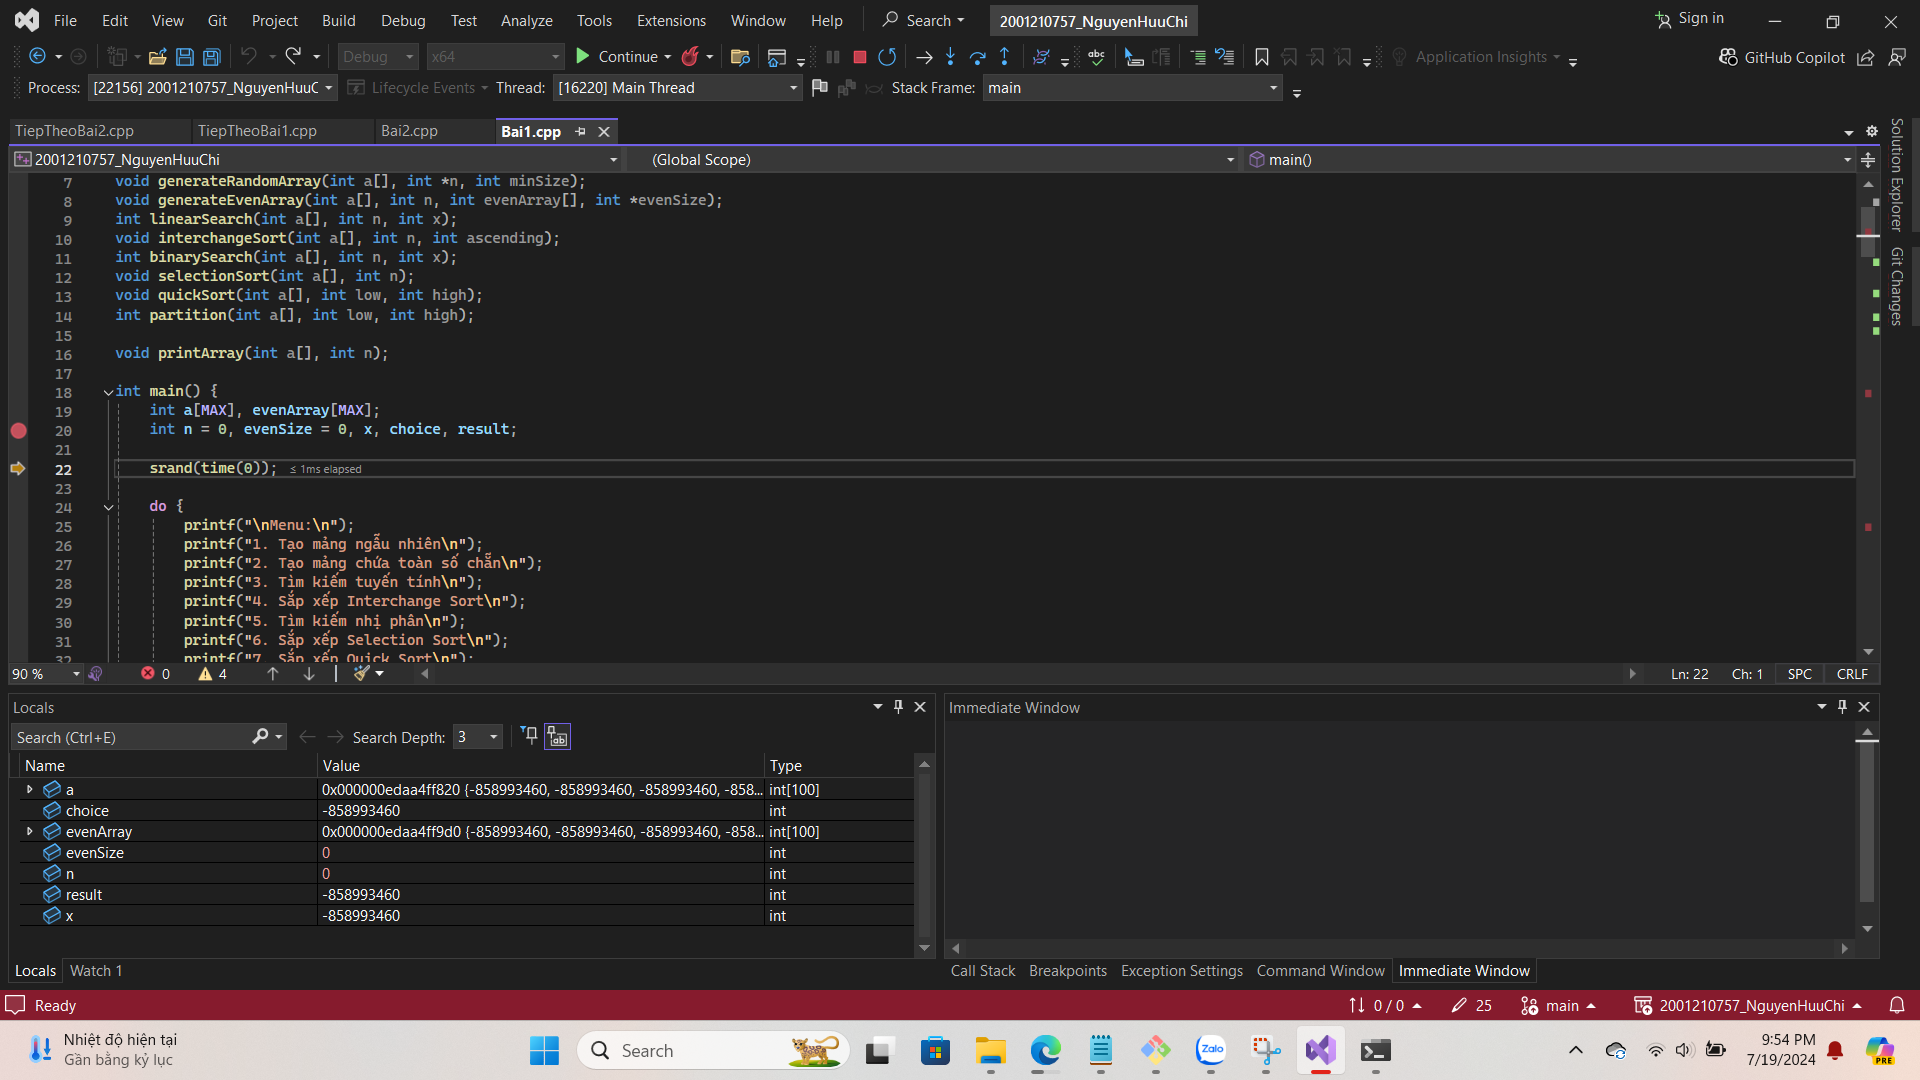 File Edit View Git Project Build Debug Test Analyze Tools Extensions Window Help Search 2001210757_NguyenHuuChi Sign in
Debug x64 Continue Application Insights GitHub Copilot
Process: [22156] 2001210757_NguyenHuuC Lifecycle Events Thread: [16220] Main Thread Stack Frame: main
TiepTheoBai2.cpp TiepTheoBai1.cpp Bai2.cpp Bai1.cpp
2001210757_NguyenHuuChi (Global Scope) main()
7 void generateRandomArray(int a[], int *n, int minSize);
8 void generateEvenArray(int a[], int n, int evenArray[], int *evenSize);
9 int linearSearch(int a[], int n, int x);
10 void interchangeSort(int a[], int n, int ascending);
11 int binarySearch(int a[], int n, int x);
12 void selectionSort(int a[], int n);
13 void quickSort(int a[], int low, int high);
14 int partition(int a[], int low, int high);
15
16 void printArray(int a[], int n);
17
18 int main() {
19 int a[MAX], evenArray[MAX];
20 int n = 0, evenSize = 0, x, choice, result;
21
22 srand(time(0)); ≤ 1ms elapsed
23
24 do {
25 printf("\nMenu:\n");
26 printf("1. Tạo mảng ngẫu nhiên\n");
27 printf("2. Tạo mảng chứa toàn số chẵn\n");
28 printf("3. Tìm kiếm tuyến tính\n");
29 printf("4. Sắp xếp Interchange Sort\n");
30 printf("5. Tìm kiếm nhị phân\n");
31 printf("6. Sắp xếp Selection Sort\n");
32 printf("7. Sắp xếp Quick Sort\n");
Solution Explorer
Git Changes
90 % 0 4 Ln: 22 Ch: 1 SPC CRLF
Locals
Search (Ctrl+E) Search Depth: 3
Name Value Type
a 0x000000edaa4ff820 {-858993460, -858993460, -858993460, -858... int[100]
choice -858993460 int
evenArray 0x000000edaa4ff9d0 {-858993460, -858993460, -858993460, -858... int[100]
evenSize 0 int
n 0 int
result -858993460 int
x -858993460 int
Locals Watch 1
Immediate Window
Call Stack Breakpoints Exception Settings Command Window Immediate Window
Ready 0 / 0 25 main 2001210757_NguyenHuuChi
Nhiệt độ hiện tại
Gần bằng kỷ lục
Search
Zalo
9:54 PM
7/19/2024
PRE